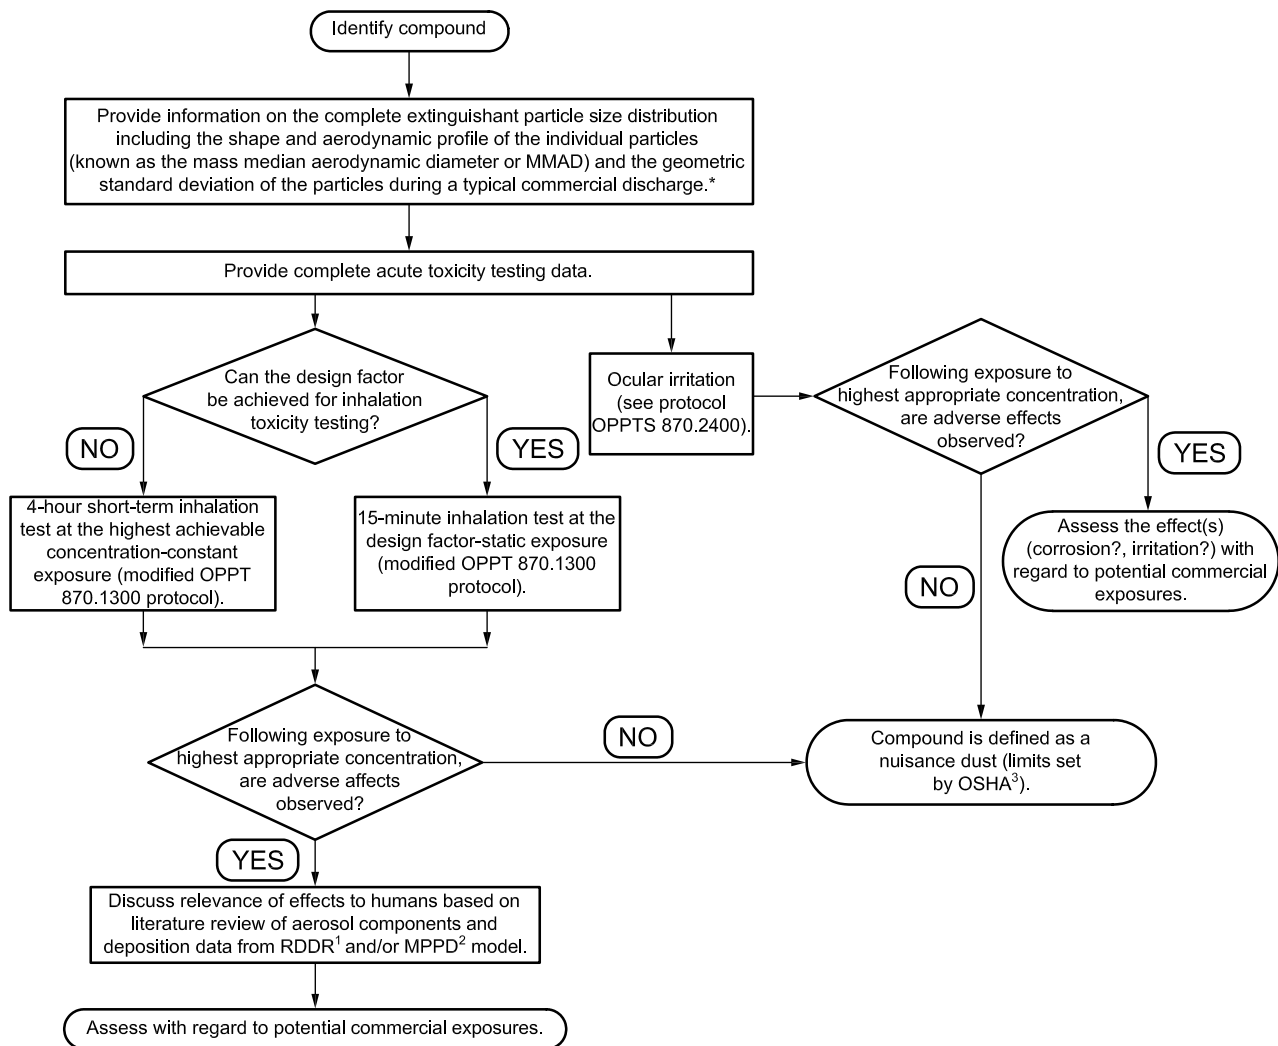 Identify compound
Provide information on the complete extinguishant particle size distribution
including the shape and aerodynamic profile of the individual particles
(known as the mass median aerodynamic diameter or MMAD) and the geometric
standard deviation of the particles during a typical commercial discharge.*
Provide complete acute toxicity testing data.
Can the design factor
be achieved for inhalation
toxicity testing?
Ocular irritation
(see protocol
OPPTS 870.2400).
Following exposure to
highest appropriate concentration,
are adverse effects
observed?
NO
YES
YES
4-hour short-term inhalation
test at the highest achievable
concentration-constant
exposure (modified OPPT
870.1300 protocol).
15-minute inhalation test at the
design factor-static exposure
(modified OPPT 870.1300
protocol).
Assess the effect(s)
(corrosion?, irritation?) with
regard to potential commercial
exposures.
NO
Following exposure to
highest appropriate concentration,
are adverse affects
observed?
NO
Compound is defined as a
nuisance dust (limits set
by OSHA³).
YES
Discuss relevance of effects to humans based on
literature review of aerosol components and
deposition data from RDDR¹ and/or MPPD² model.
Assess with regard to potential commercial exposures.